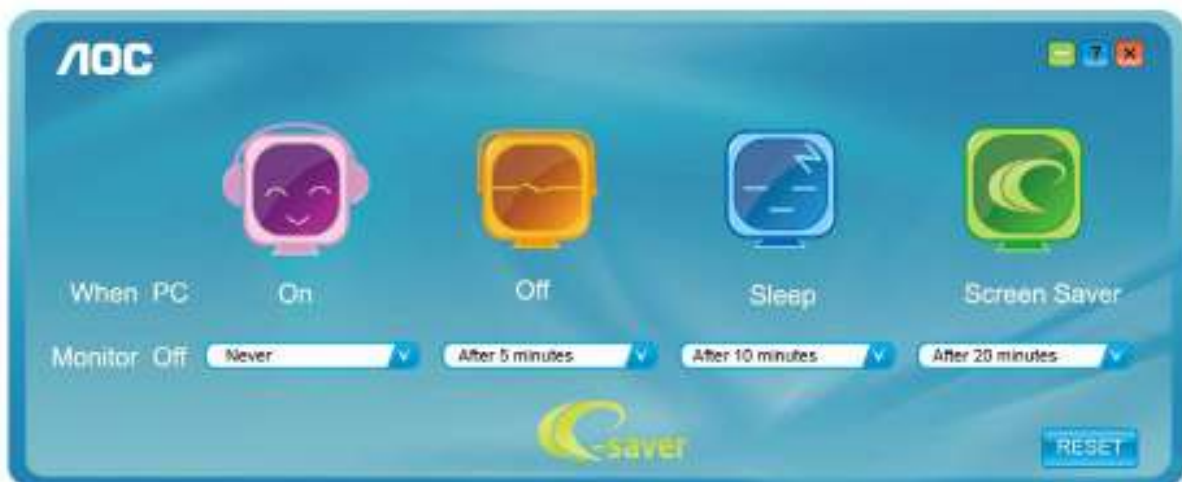 AOC
?
When PC On Off Sleep Screen Saver
Monitor Off Never After 5 minutes After 10 minutes After 20 minutes
e-saver
RESET